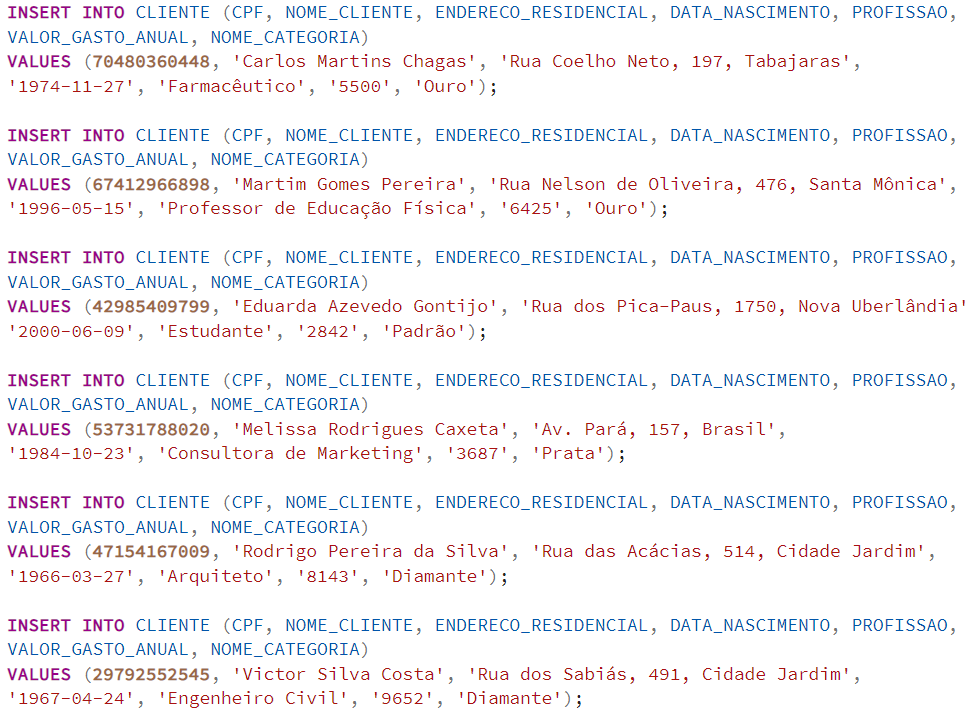 INSERT INTO CLIENTE (CPF, NOME_CLIENTE, ENDERECO_RESIDENCIAL, DATA_NASCIMENTO, PROFISSAO,
VALOR_GASTO_ANUAL, NOME_CATEGORIA)
VALUES (70480360448, 'Carlos Martins Chagas', 'Rua Coelho Neto, 197, Tabajaras',
'1974-11-27', 'Farmacêutico', '5500', 'Ouro');
INSERT INTO CLIENTE (CPF, NOME_CLIENTE, ENDERECO_RESIDENCIAL, DATA_NASCIMENTO, PROFISSAO,
VALOR_GASTO_ANUAL, NOME_CATEGORIA)
VALUES (67412966898, 'Martim Gomes Pereira', 'Rua Nelson de Oliveira, 476, Santa Mônica',
'1996-05-15', 'Professor de Educação Física', '6425', 'Ouro');
INSERT INTO CLIENTE (CPF, NOME_CLIENTE, ENDERECO_RESIDENCIAL, DATA_NASCIMENTO, PROFISSAO,
VALOR_GASTO_ANUAL, NOME_CATEGORIA)
VALUES (42985409799, 'Eduarda Azevedo Gontijo', 'Rua dos Pica-Paus, 1750, Nova Uberlândia'
'2000-06-09', 'Estudante', '2842', 'Padrão');
INSERT INTO CLIENTE (CPF, NOME_CLIENTE, ENDERECO_RESIDENCIAL, DATA_NASCIMENTO, PROFISSAO,
VALOR_GASTO_ANUAL, NOME_CATEGORIA)
VALUES (53731788020, 'Melissa Rodrigues Caxeta', 'Av. Pará, 157, Brasil',
'1984-10-23', 'Consultora de Marketing', '3687', 'Prata');
INSERT INTO CLIENTE (CPF, NOME_CLIENTE, ENDERECO_RESIDENCIAL, DATA_NASCIMENTO, PROFISSAO,
VALOR_GASTO_ANUAL, NOME_CATEGORIA)
VALUES (47154167009, 'Rodrigo Pereira da Silva', 'Rua das Acácias, 514, Cidade Jardim',
'1966-03-27', 'Arquiteto', '8143', 'Diamante');
INSERT INTO CLIENTE (CPF, NOME_CLIENTE, ENDERECO_RESIDENCIAL, DATA_NASCIMENTO, PROFISSAO,
VALOR_GASTO_ANUAL, NOME_CATEGORIA)
VALUES (29792552545, 'Victor Silva Costa', 'Rua dos Sabiás, 491, Cidade Jardim',
'1967-04-24', 'Engenheiro Civil', '9652', 'Diamante');